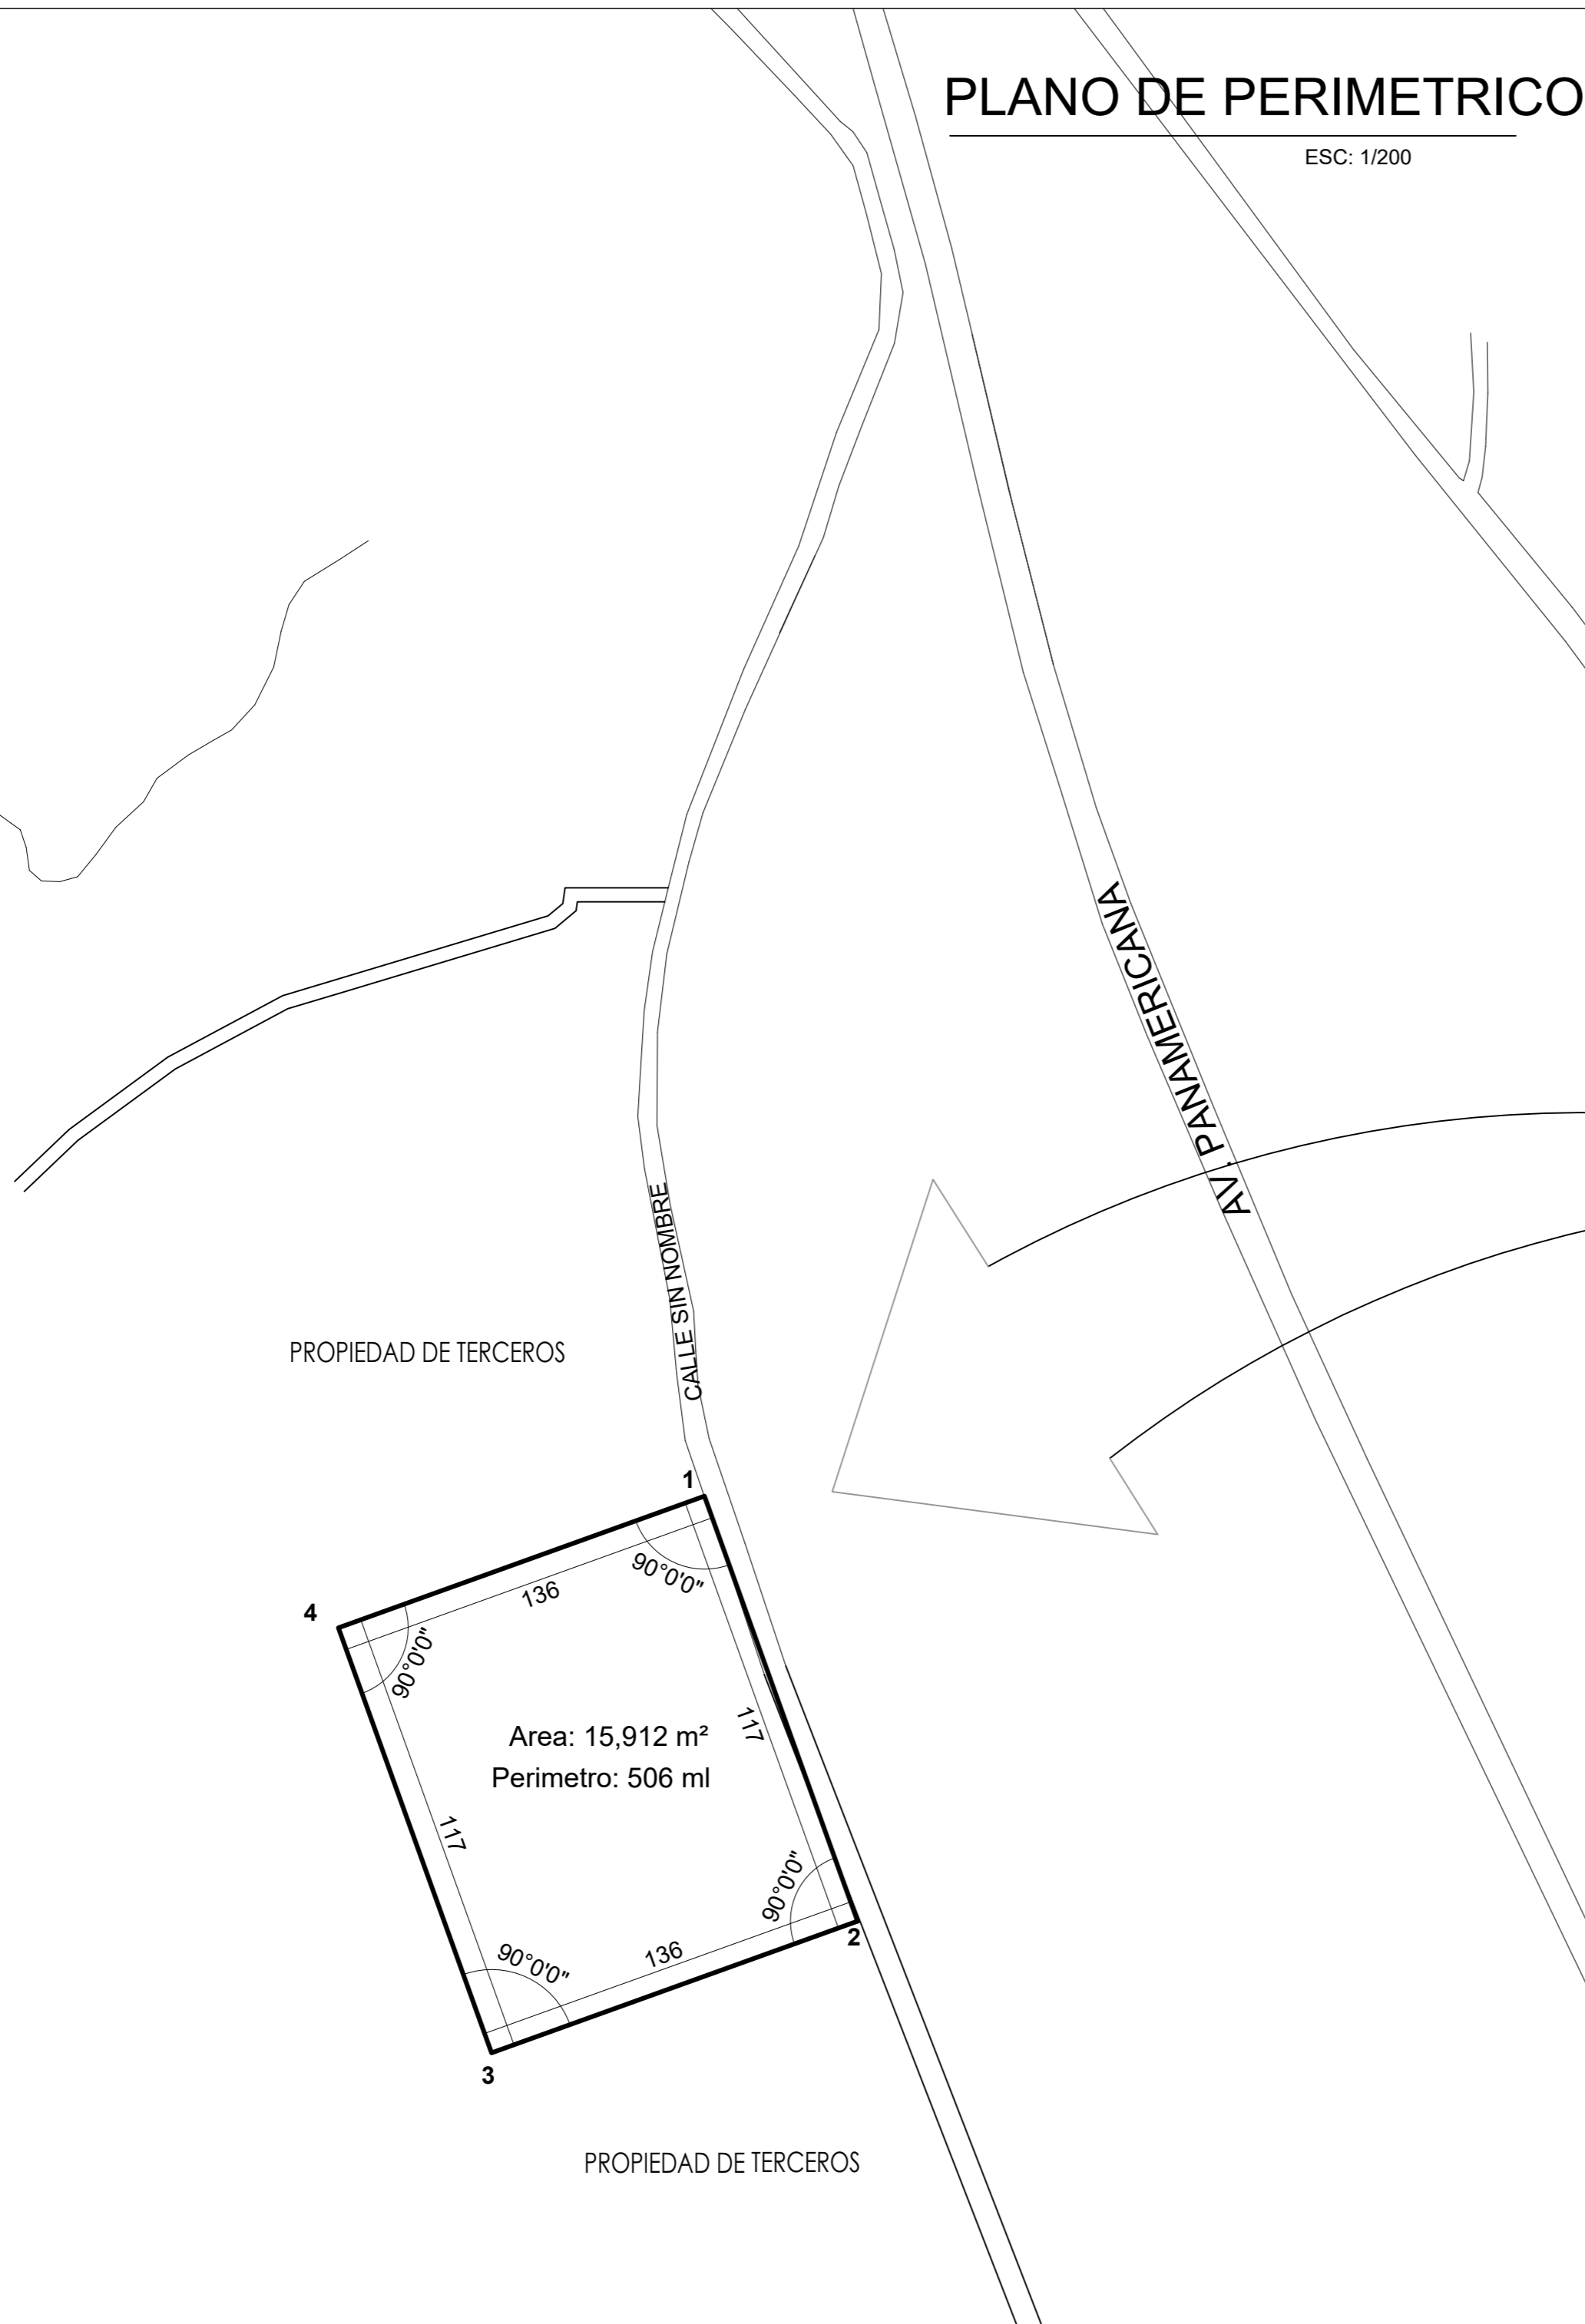 PLANO DE PERIMETRICO
ESC: 1/200
AV. PANAMERICANA
CALLE SIN NOMBRE
PROPIEDAD DE TERCEROS
1
90°0'0"
136
4
90°0'0"
117
Area: 15,912 m²
Perimetro: 506 ml
117
90°0'0"
2
136
90°0'0"
3
PROPIEDAD DE TERCEROS